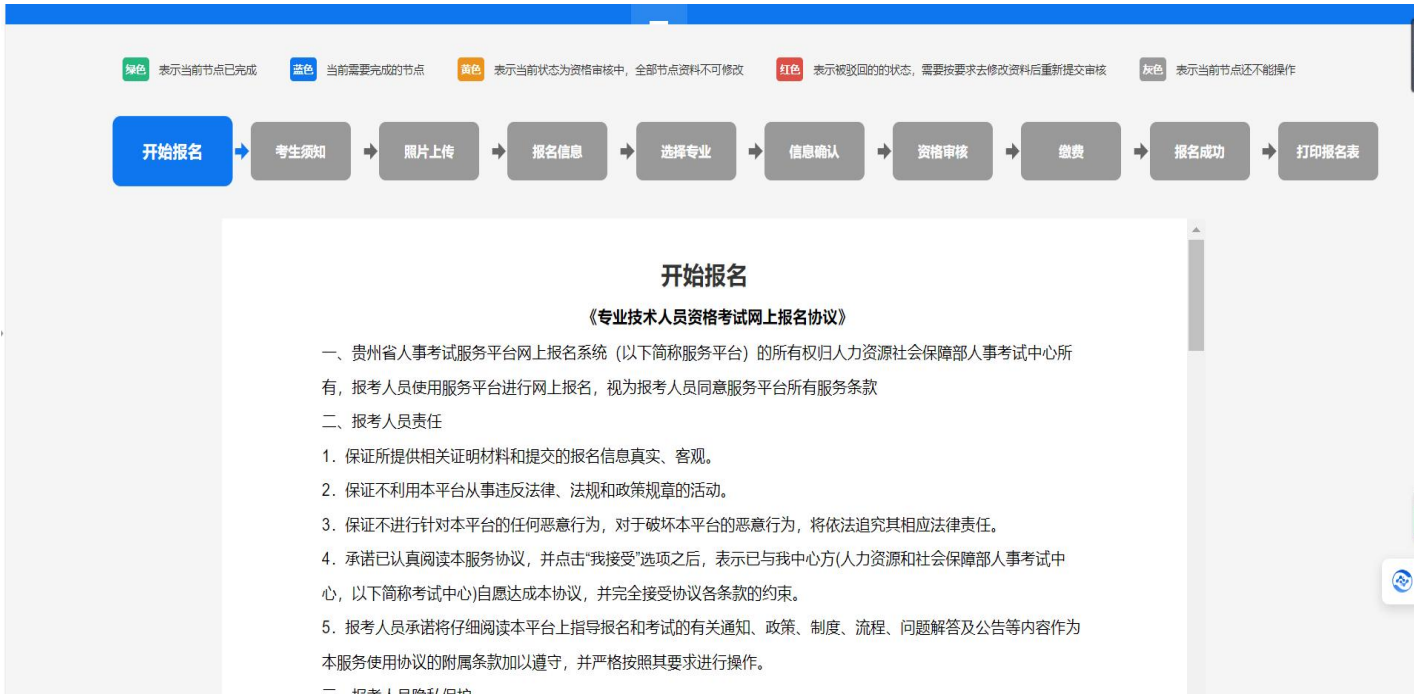 绿色 表示当前节点已完成 蓝色 当前需要完成的节点 黄色 表示当前状态为资格审核中，全部节点资料不可修改 红色 表示被驳回的的状态，需要按要求去修改资料后重新提交审核 灰色 表示当前节点还不能操作
开始报名 考生须知 照片上传 报名信息 选择专业 信息确认 资格审核 缴费 报名成功 打印报名表
开始报名
《专业技术人员资格考试网上报名协议》
一、贵州省人事考试服务平台网上报名系统（以下简称服务平台）的所有权归人力资源社会保障部人事考试中心所
有，报考人员使用服务平台进行网上报名，视为报考人员同意服务平台所有服务条款
二、报考人员责任
1．保证所提供相关证明材料和提交的报名信息真实、客观。
2．保证不利用本平台从事违反法律、法规和政策规章的活动。
3．保证不进行针对本平台的任何恶意行为，对于破坏本平台的恶意行为，将依法追究其相应法律责任。
4．承诺已认真阅读本服务协议，并点击“我接受”选项之后，表示已与我中心方(人力资源和社会保障部人事考试中
心，以下简称考试中心)自愿达成本协议，并完全接受协议各条款的约束。
5．报考人员承诺将仔细阅读本平台上指导报名和考试的有关通知、政策、制度、流程、问题解答及公告等内容作为
本服务使用协议的附属条款加以遵守，并严格按照其要求进行操作。
三、报考人员隐私保护